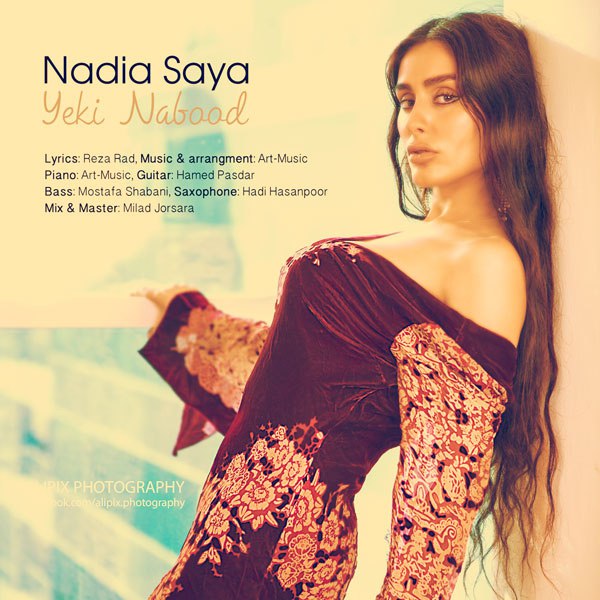 Nadia Saya
Yeki Nabood
Lyrics: Reza Rad, Music & arrangment: Art-Music
Piano: Art-Music, Guitar: Hamed Pasdar
Bass: Mostafa Shabani, Saxophone: Hadi Hasanpoor
Mix & Master: Milad Jorsara
PHOTOGRAPHY